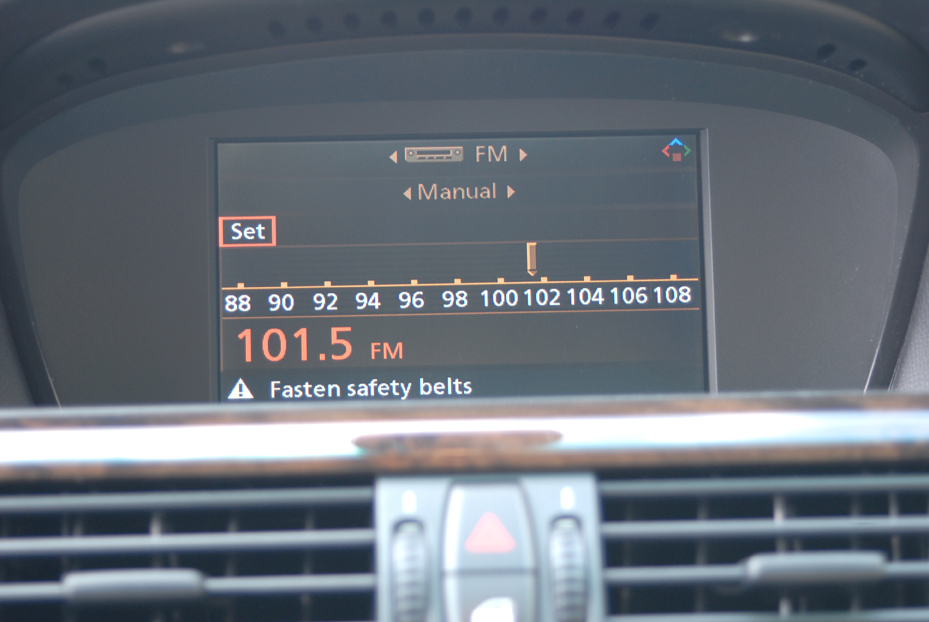 FM
Manual
Set
88 90 92 94 96 98 100 102 104 106 108
101.5 FM
Fasten safety belts